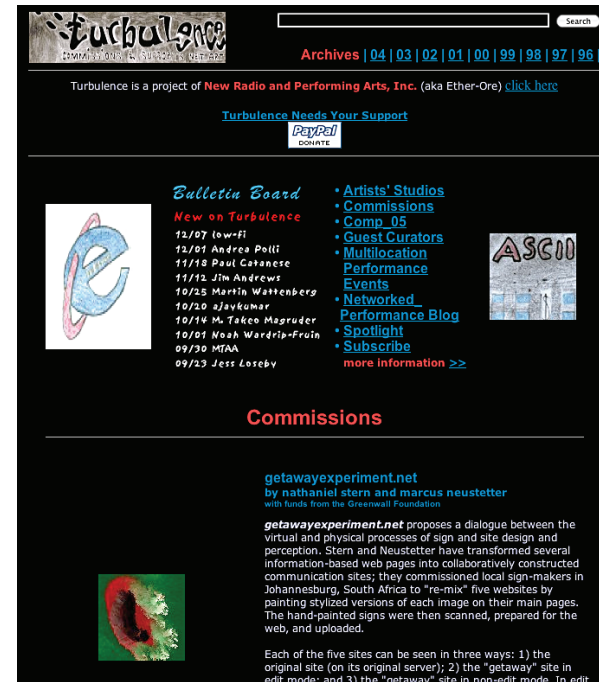 turbulence
COMMISSIONS & SUPPORTS NET ART
Search
Archives | 04 | 03 | 02 | 01 | 00 | 99 | 98 | 97 | 96 |
Turbulence is a project of New Radio and Performing Arts, Inc. (aka Ether-Ore) click here
Turbulence Needs Your Support
PayPal
DONATE
Bulletin Board
New on Turbulence
12/07 low-fi
12/01 Andrea Polli
11/18 Paul Catanese
11/12 Jim Andrews
10/25 Martin Wattenberg
10/20 ajaykumar
10/14 M. Takeo Magruder
10/01 Noah Wardrip-Fruin
09/30 MTAA
09/23 Jess Loseby
• Artists' Studios
• Commissions
• Comp_05
• Guest Curators
• Multilocation
Performance
Events
• Networked_
Performance Blog
• Spotlight
• Subscribe
more information >>
ASCII
Commissions
getawayexperiment.net
by nathaniel stern and marcus neustetter
with funds from the Greenwall Foundation
getawayexperiment.net proposes a dialogue between the
virtual and physical processes of sign and site design and
perception. Stern and Neustetter have transformed several
information-based web pages into collaboratively constructed
communication sites; they commissioned local sign-makers in
Johannesburg, South Africa to "re-mix" five websites by
painting stylized versions of each image on their main pages.
The hand-painted signs were then scanned, prepared for the
web, and uploaded.
Each of the five sites can be seen in three ways: 1) the
original site (on its original server); 2) the "getaway" site in
edit mode; and 3) the "getaway" site in non-edit mode. In edit